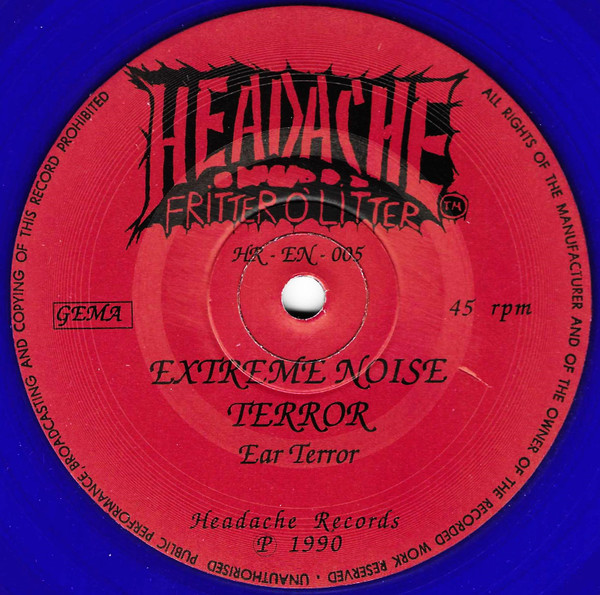 HEADACHE
FRITTER O' LITTER
TM
HR - EN - 005
GEMA
45 rpm
EXTREME NOISE
TERROR
Ear Terror
Headache Records
Ⓟ 1990
ALL RIGHTS OF THE MANUFACTURER AND OF THE OWNER OF THE RECORDED WORK RESERVED · UNAUTHORISED PUBLIC PERFORMANCE, BROADCASTING AND COPYING OF THIS RECORD PROHIBITED